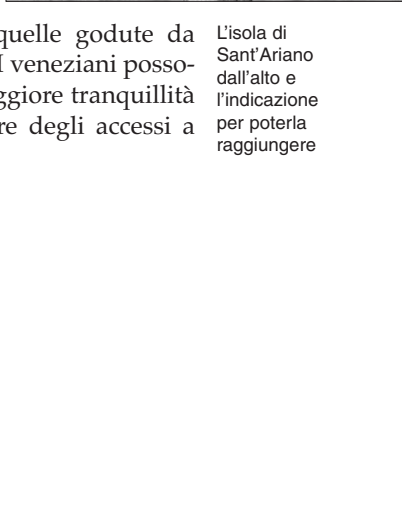 quelle godute da
I veneziani posso-
ggiore tranquillità
re degli accessi a
L'isola di
Sant'Ariano
dall'alto e
l'indicazione
per poterla
raggiungere